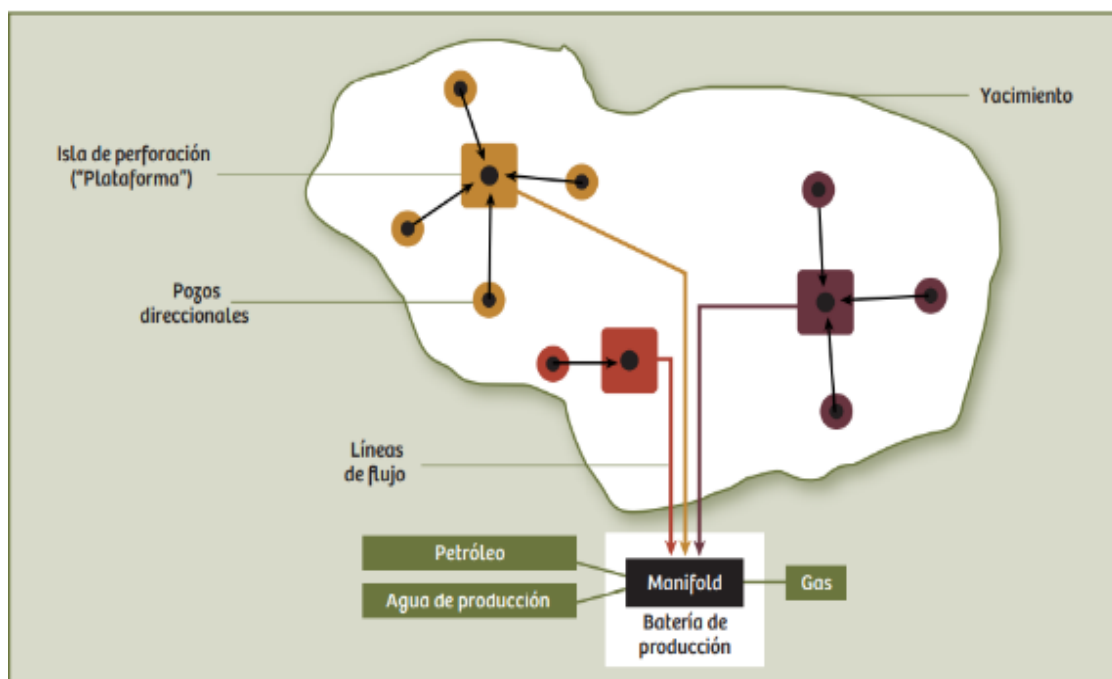 Yacimiento
Isla de perforación
("Plataforma")
Pozos
direccionales
Líneas
de flujo
Petróleo
Agua de producción
Manifold
Gas
Batería de
producción